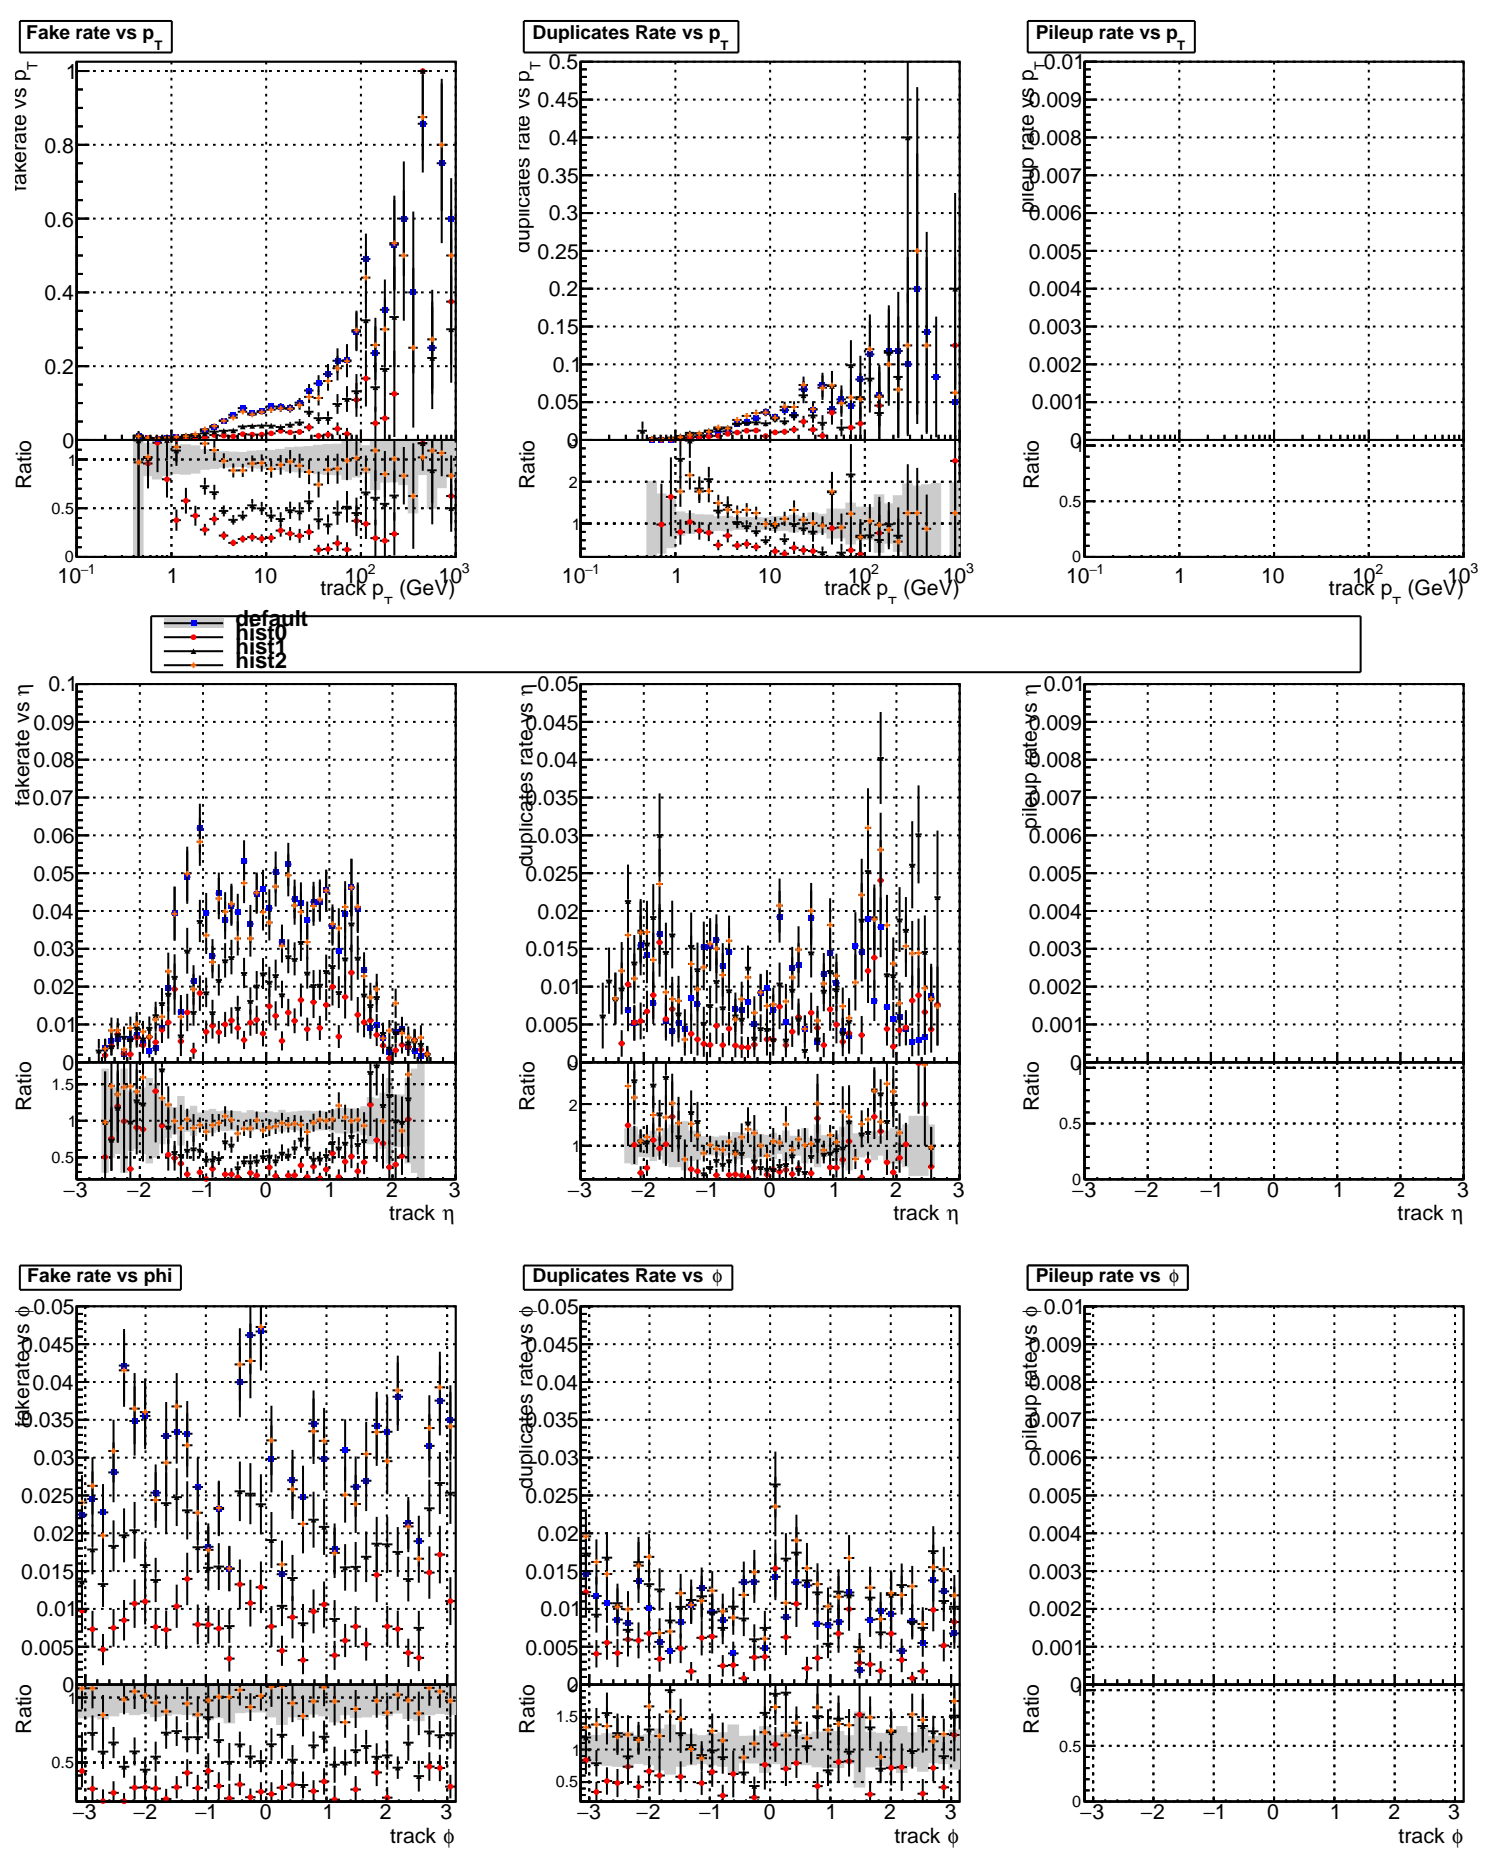 Fake rate vs p_T
Duplicates Rate vs p_T
Pileup rate vs p_T
fakerate vs p_T
1
0.8
0.6
0.4
0.2
0
Ratio
1
0.5
0
10⁻¹ 1 10 10² 10³
track p_T (GeV)
duplicates rate vs p_T
0.5
0.45
0.4
0.35
0.3
0.25
0.2
0.15
0.1
0.05
0
Ratio
2
1
10⁻¹ 1 10 10² 10³
track p_T (GeV)
pileup rate vs p_T
0.01
0.009
0.008
0.007
0.006
0.005
0.004
0.003
0.002
0.001
0
Ratio
1
0.5
0
10⁻¹ 1 10 10² 10³
track p_T (GeV)
default
hist0
hist1
hist2
fakerate vs η
0.1
0.09
0.08
0.07
0.06
0.05
0.04
0.03
0.02
0.01
0
Ratio
1.5
1
0.5
−3 −2 −1 0 1 2 3
track η
duplicates rate vs η
0.05
0.045
0.04
0.035
0.03
0.025
0.02
0.015
0.01
0.005
0
Ratio
2
1
−3 −2 −1 0 1 2 3
track η
pileup rate vs η
0.01
0.009
0.008
0.007
0.006
0.005
0.004
0.003
0.002
0.001
0
Ratio
1
0.5
0
−3 −2 −1 0 1 2 3
track η
Fake rate vs phi
Duplicates Rate vs ϕ
Pileup rate vs ϕ
fakerate vs ϕ
0.05
0.045
0.04
0.035
0.03
0.025
0.02
0.015
0.01
0.005
0
Ratio
1
0.5
−3 −2 −1 0 1 2 3
track ϕ
duplicates rate vs ϕ
0.05
0.045
0.04
0.035
0.03
0.025
0.02
0.015
0.01
0.005
0
Ratio
1.5
1
0.5
−3 −2 −1 0 1 2 3
track ϕ
pileup rate vs ϕ
0.01
0.009
0.008
0.007
0.006
0.005
0.004
0.003
0.002
0.001
0
Ratio
1
0.5
0
−3 −2 −1 0 1 2 3
track ϕ